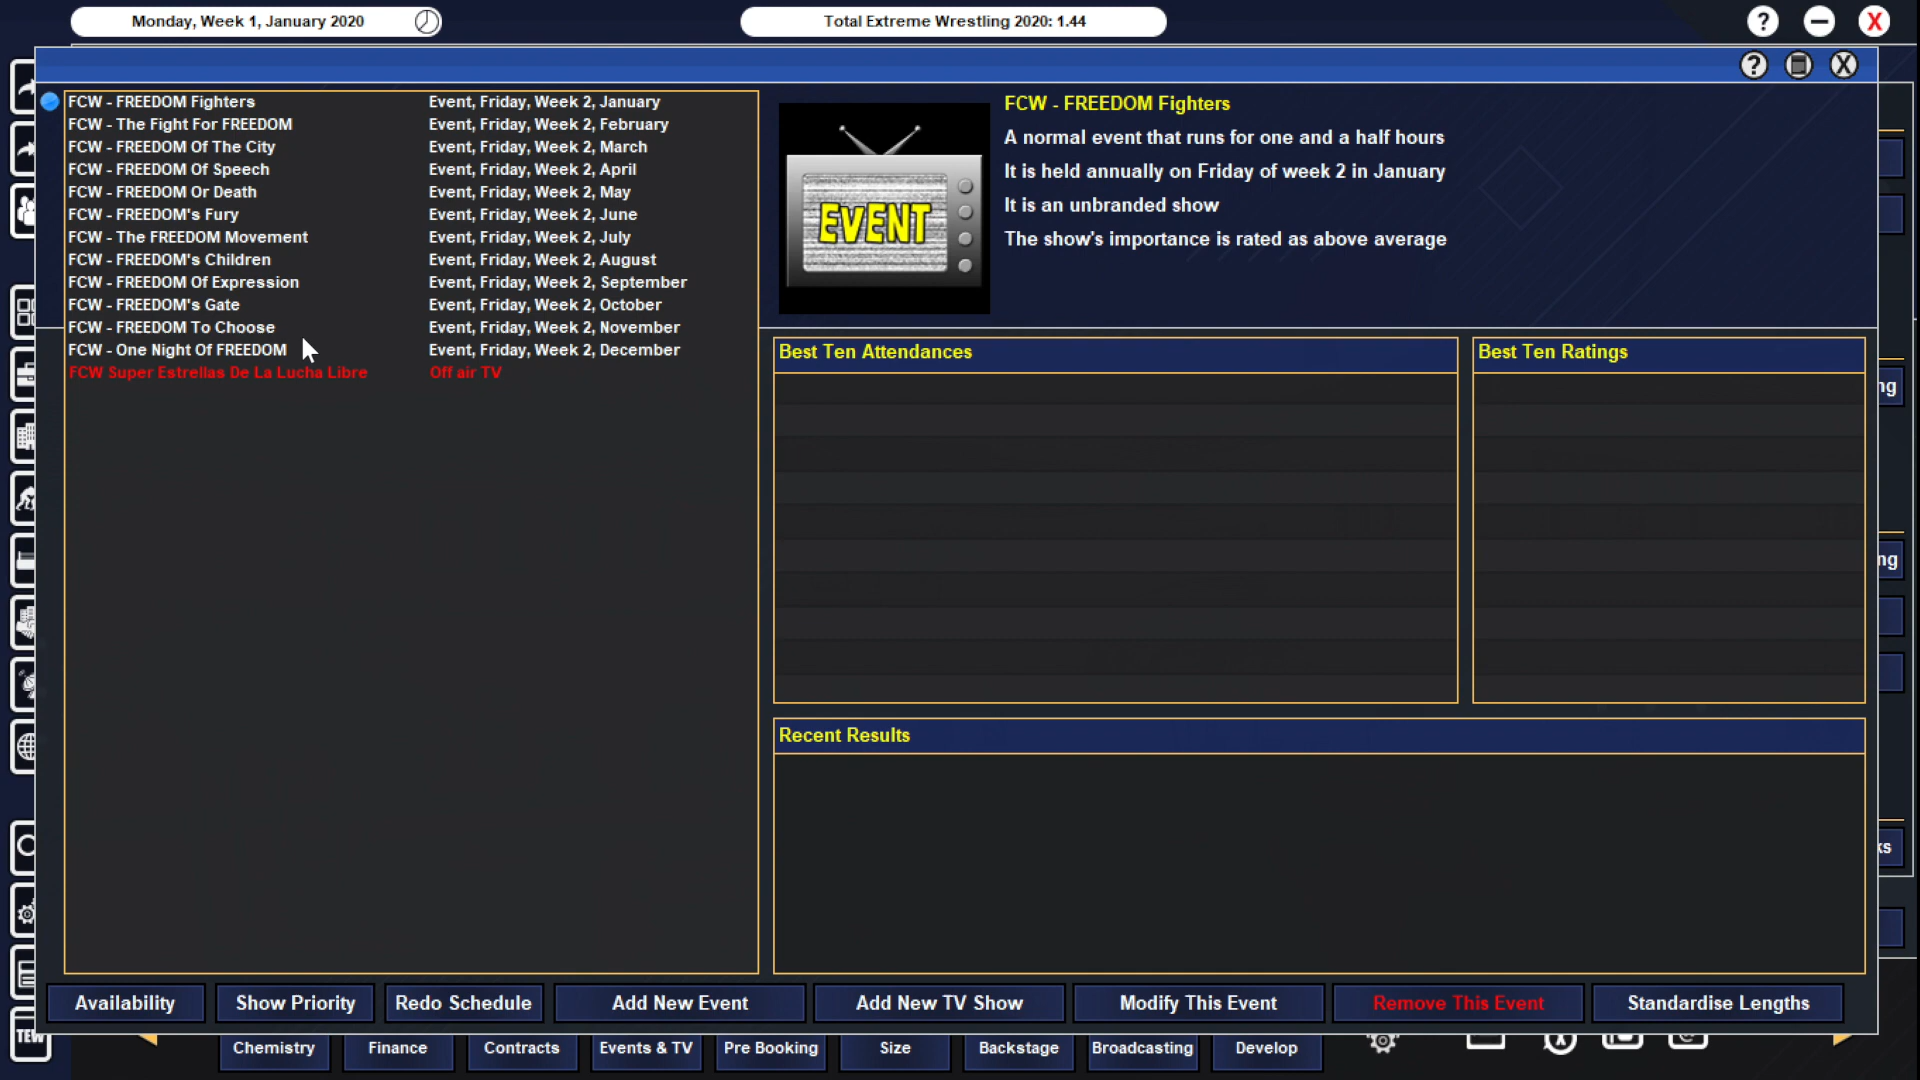 Monday, Week 1, January 2020
Total Extreme Wrestling 2020: 1.44
FCW - FREEDOM Fighters Event, Friday, Week 2, January
FCW - The Fight For FREEDOM Event, Friday, Week 2, February
FCW - FREEDOM Of The City Event, Friday, Week 2, March
FCW - FREEDOM Of Speech Event, Friday, Week 2, April
FCW - FREEDOM Or Death Event, Friday, Week 2, May
FCW - FREEDOM's Fury Event, Friday, Week 2, June
FCW - The FREEDOM Movement Event, Friday, Week 2, July
FCW - FREEDOM's Children Event, Friday, Week 2, August
FCW - FREEDOM Of Expression Event, Friday, Week 2, September
FCW - FREEDOM's Gate Event, Friday, Week 2, October
FCW - FREEDOM To Choose Event, Friday, Week 2, November
FCW - One Night Of FREEDOM Event, Friday, Week 2, December
FCW Super Estrellas De La Lucha Libre Off air TV
EVENT
FCW - FREEDOM Fighters
A normal event that runs for one and a half hours
It is held annually on Friday of week 2 in January
It is an unbranded show
The show's importance is rated as above average
Best Ten Attendances
Best Ten Ratings
Recent Results
ng
ng
ks
Availability
Show Priority
Redo Schedule
Add New Event
Add New TV Show
Modify This Event
Remove This Event
Standardise Lengths
TEW
Chemistry
Finance
Contracts
Events & TV
Pre Booking
Size
Backstage
Broadcasting
Develop